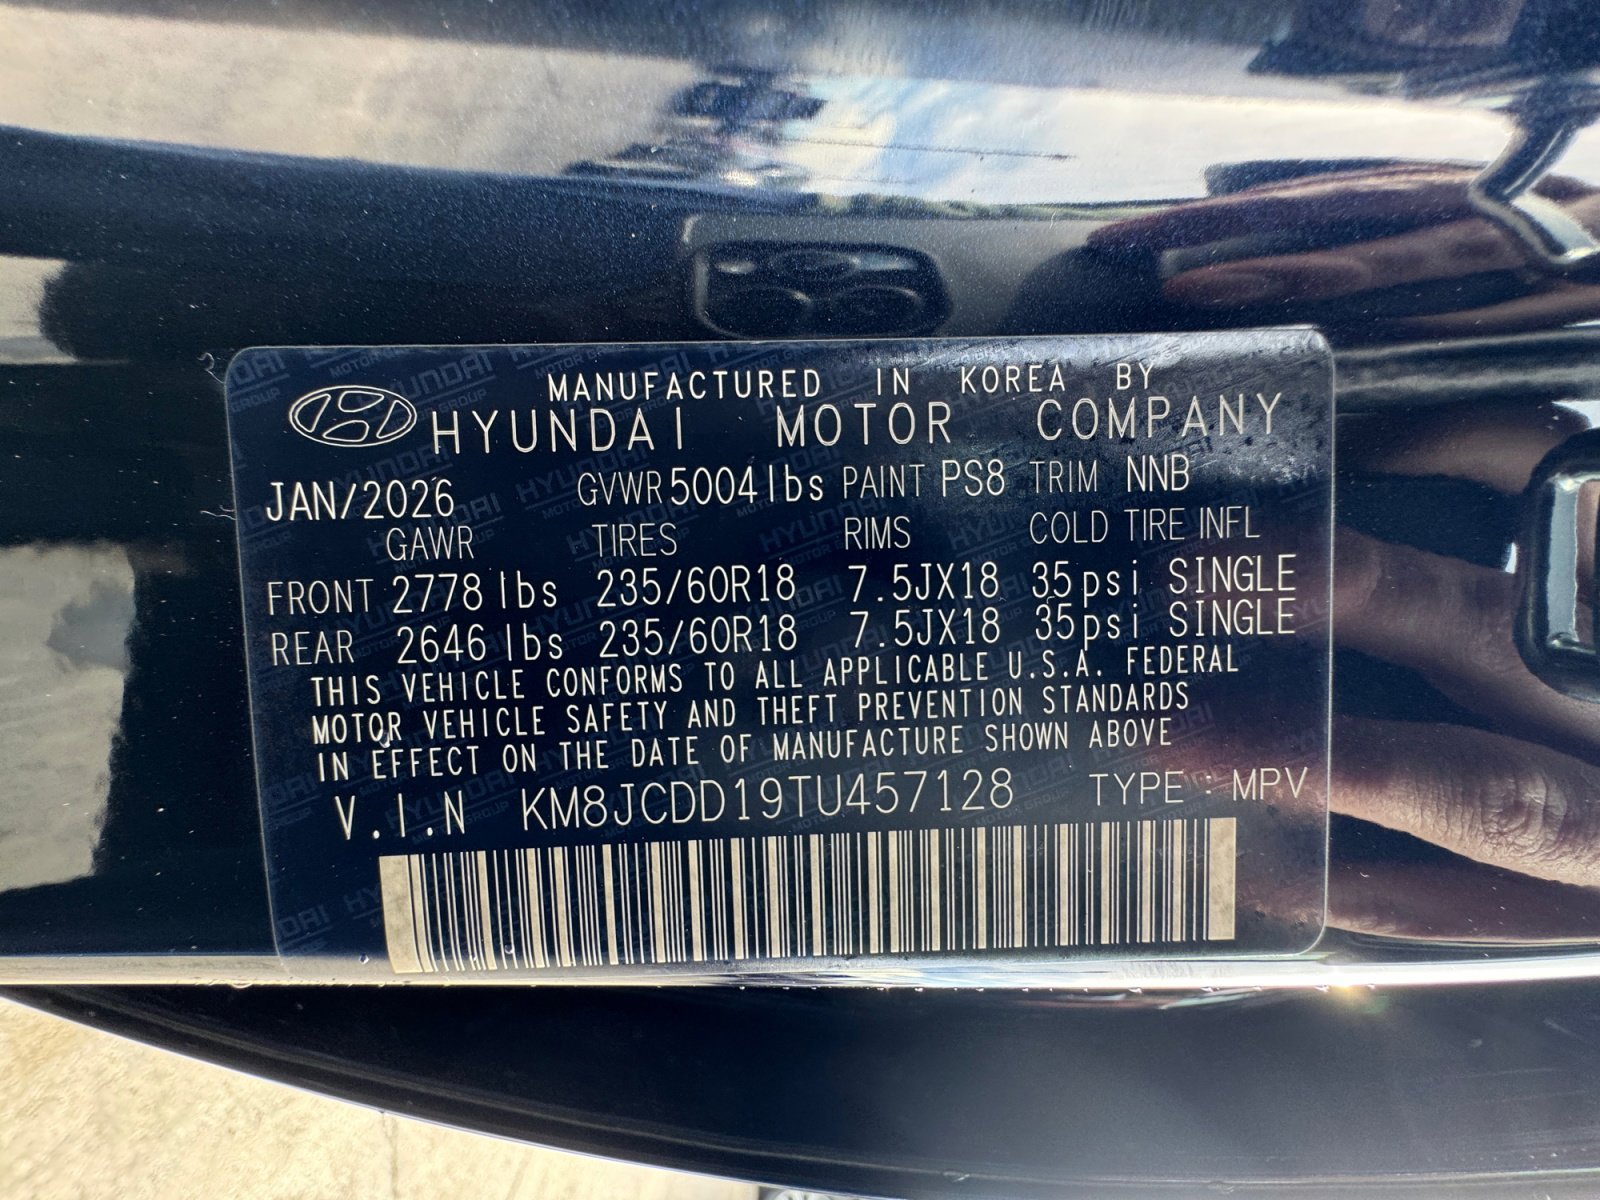 MANUFACTURED IN KOREA BY
HYUNDAI MOTOR COMPANY
JAN/2026 GVWR 5004 lbs PAINT PS8 TRIM NNB
GAWR TIRES RIMS COLD TIRE INFL
FRONT 2778 lbs 235/60R18 7.5JX18 35psi SINGLE
REAR 2646 lbs 235/60R18 7.5JX18 35psi SINGLE
THIS VEHICLE CONFORMS TO ALL APPLICABLE U.S.A. FEDERAL
MOTOR VEHICLE SAFETY AND THEFT PREVENTION STANDARDS
IN EFFECT ON THE DATE OF MANUFACTURE SHOWN ABOVE
V.I.N KM8JCDD19TU457128 TYPE : MPV